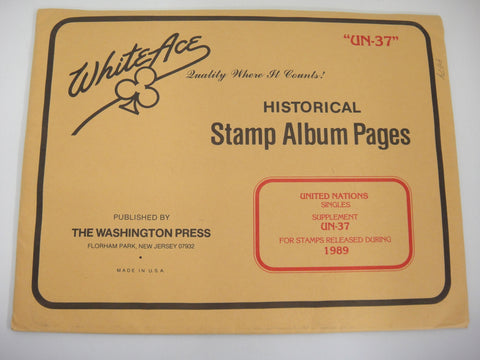 "UN-37"
White Ace
Quality Where It Counts!
HISTORICAL
Stamp Album Pages
UNITED NATIONS
SINGLES
SUPPLEMENT
UN-37
FOR STAMPS RELEASED DURING
1989
PUBLISHED BY
THE WASHINGTON PRESS
FLORHAM PARK, NEW JERSEY 07932
MADE IN U.S.A.